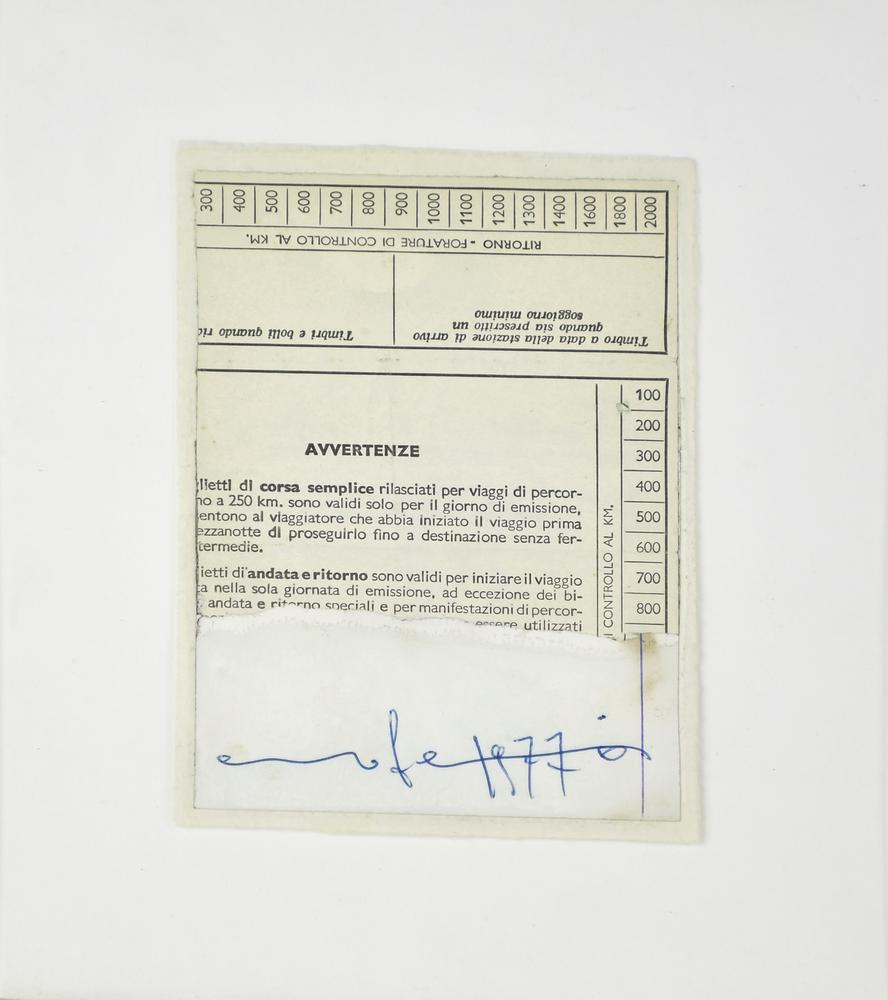 300 400 500 600 700 800 900 1000 1100 1200 1300 1400 1600 1800 2000
RITORNO - FORATURE DI CONTROLLO AL KM.
Timbro a data della stazione di arrivo
quando sia prescritto un
soggiorno minimo
Timbri e bolli quando ric
AVVERTENZE
lietti di corsa semplice rilasciati per viaggi di percor-
no a 250 km. sono validi solo per il giorno di emissione,
entono al viaggiatore che abbia iniziato il viaggio prima
ezzanotte di proseguirlo fino a destinazione senza fer-
termedie.
ietti di andata e ritorno sono validi per iniziare il viaggio
a nella sola giornata di emissione, ad eccezione dei bi-
andata e ritorno speciali e per manifestazioni di percor-
essere utilizzati
DI CONTROLLO AL KM.
100
200
300
400
500
600
700
800
1977